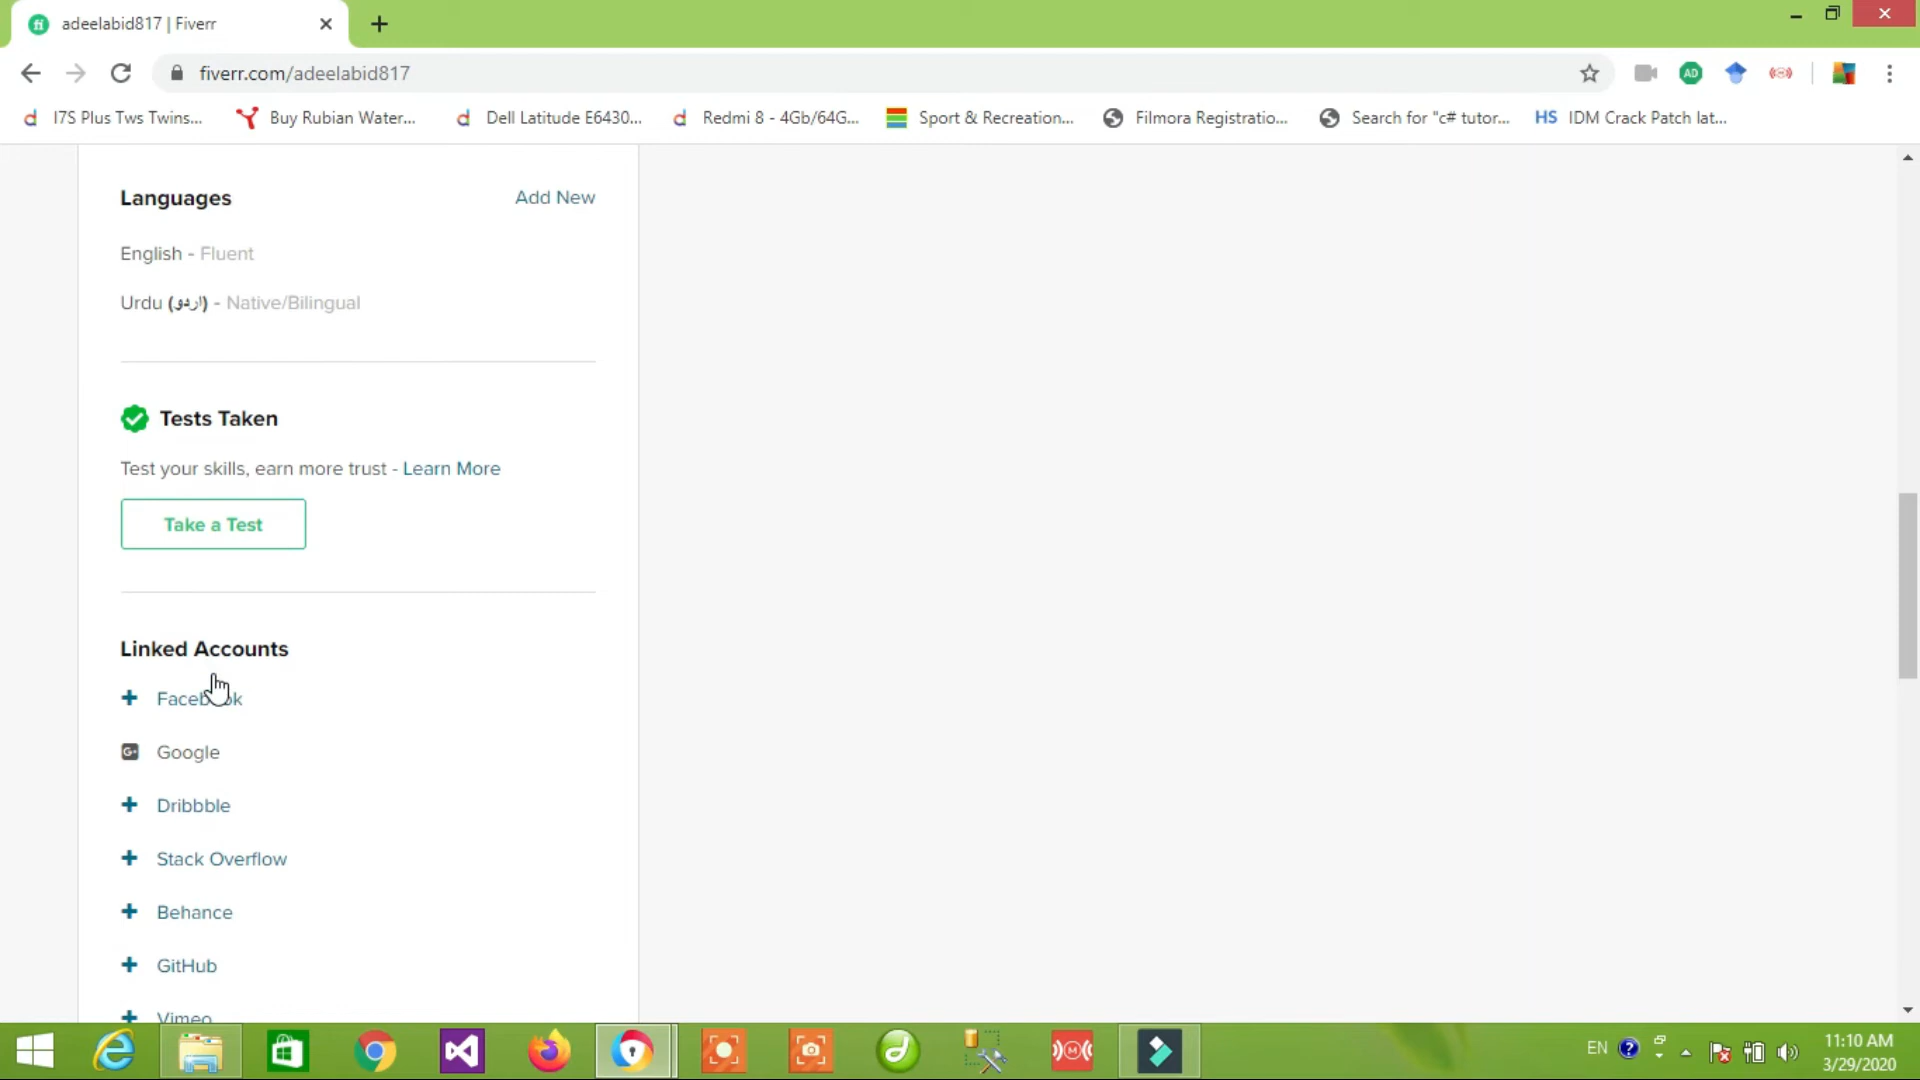 adeelabid817 | Fiverr
fiverr.com/adeelabid817
I7S Plus Tws Twins...
Buy Rubian Water...
Dell Latitude E6430...
Redmi 8 - 4Gb/64G...
Sport & Recreation...
Filmora Registratio...
Search for "c# tutor...
HS IDM Crack Patch lat...
Languages Add New
English - Fluent
Urdu (اردو) - Native/Bilingual
Tests Taken
Test your skills, earn more trust - Learn More
Take a Test
Linked Accounts
Facebook
Google
Dribbble
Stack Overflow
Behance
GitHub
Vimeo
EN
11:10 AM
3/29/2020